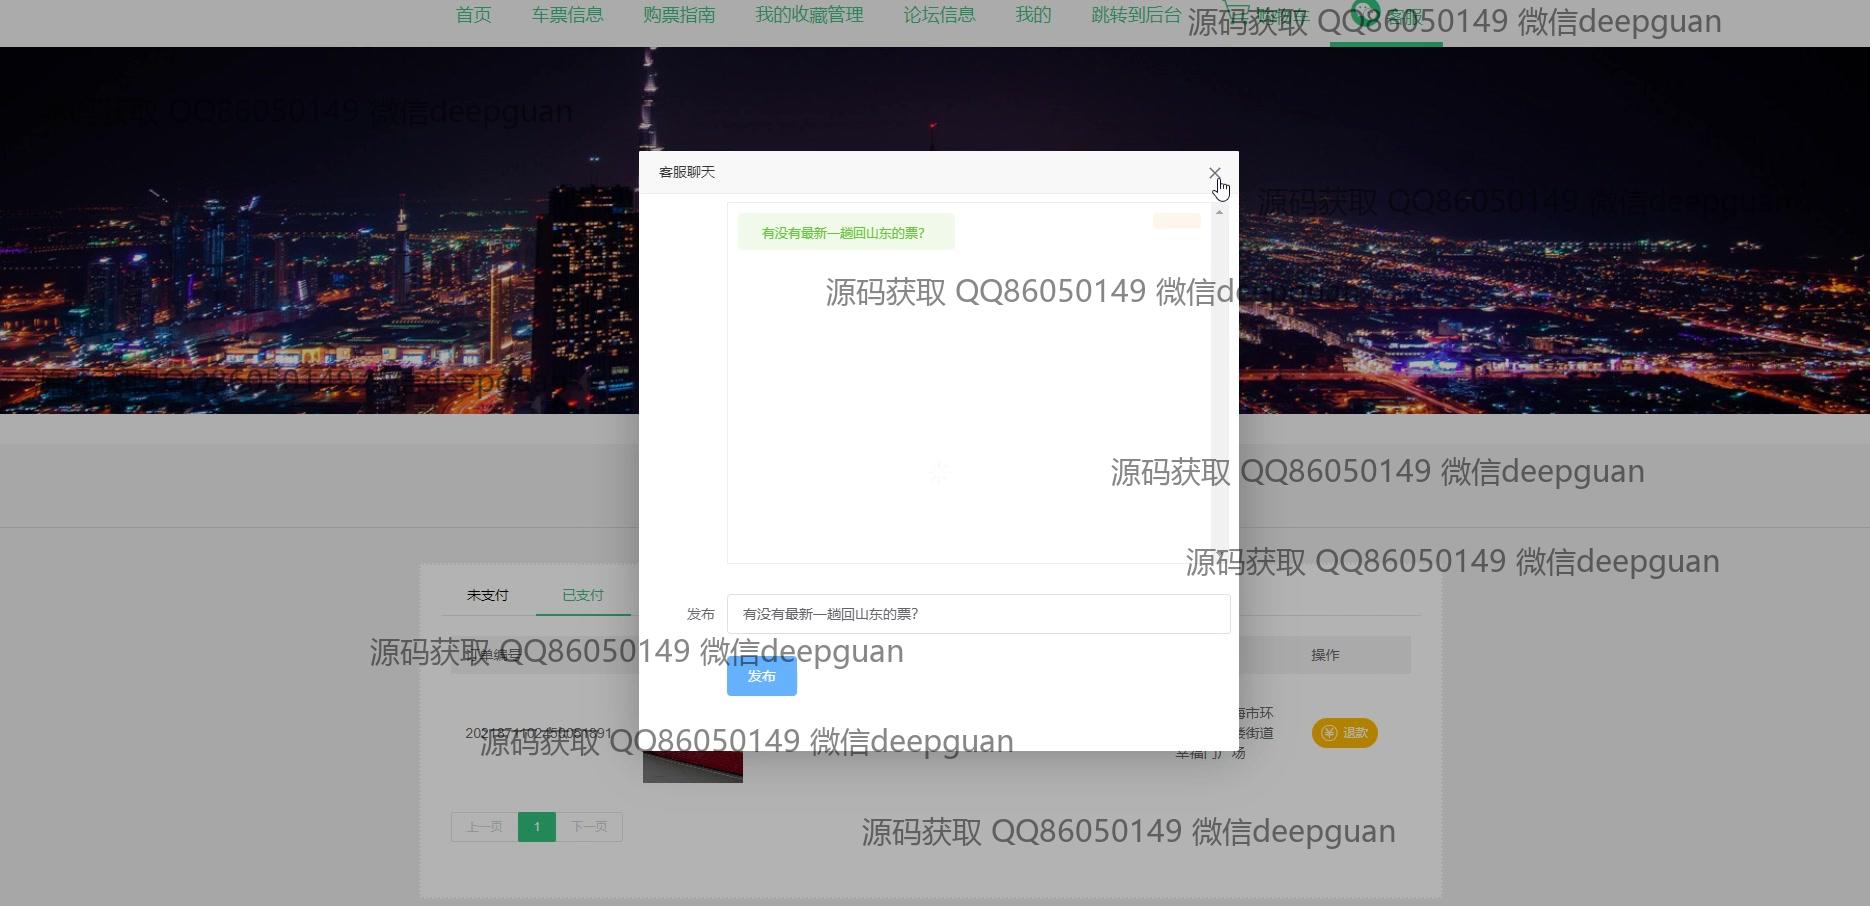 首页 车票信息 购票指南 我的收藏管理 论坛信息 我的 跳转到后台 购物车 客服
源码获取 QQ86050149 微信deepguan
源码获取 QQ86050149 微信deepguan
客服聊天
源码获取 QQ86050149 微信deepguan
有没有最新一趟回山东的票?
源码获取 QQ86050149 微信deepguan
源码获取 QQ86050149 微信deepguan
源码获取 QQ86050149 微信deepguan
源码获取 QQ86050149 微信deepguan
未支付 已支付
发布 有没有最新一趟回山东的票?
源码获取 QQ86050149 微信deepguan
订单编号 操作
发布
海市环
楼街道
幸福门广场
退款
源码获取 QQ86050149 微信deepguan
上一页 1 下一页
源码获取 QQ86050149 微信deepguan